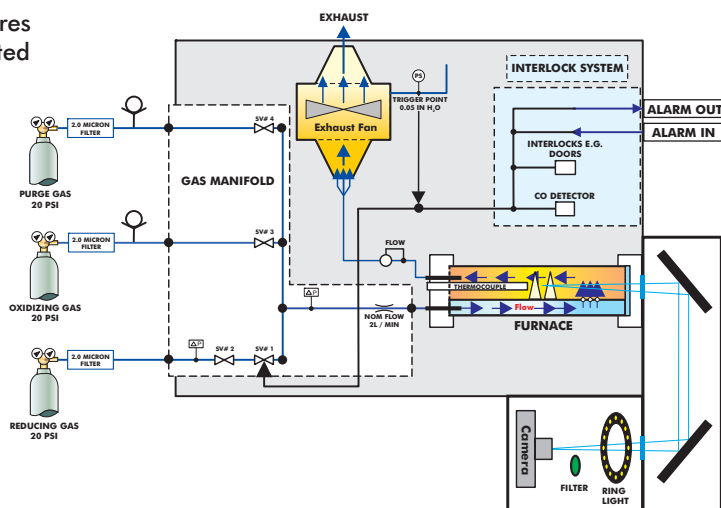 res
ted
EXHAUST
PS
TRIGGER POINT
0.05 IN H2O
Exhaust Fan
INTERLOCK SYSTEM
ALARM OUT
ALARM IN
INTERLOCKS E.G.
DOORS
CO DETECTOR
2.0 MICRON
FILTER
PURGE GAS
20 PSI
SV# 4
GAS MANIFOLD
2.0 MICRON
FILTER
OXIDIZING GAS
20 PSI
SV# 3
FLOW
THERMOCOUPLE
Flow
FURNACE
ΔP
NOM FLOW
2L / MIN
2.0 MICRON
FILTER
REDUCING GAS
20 PSI
ΔP
SV# 2
SV# 1
Camera
FILTER
RING
LIGHT